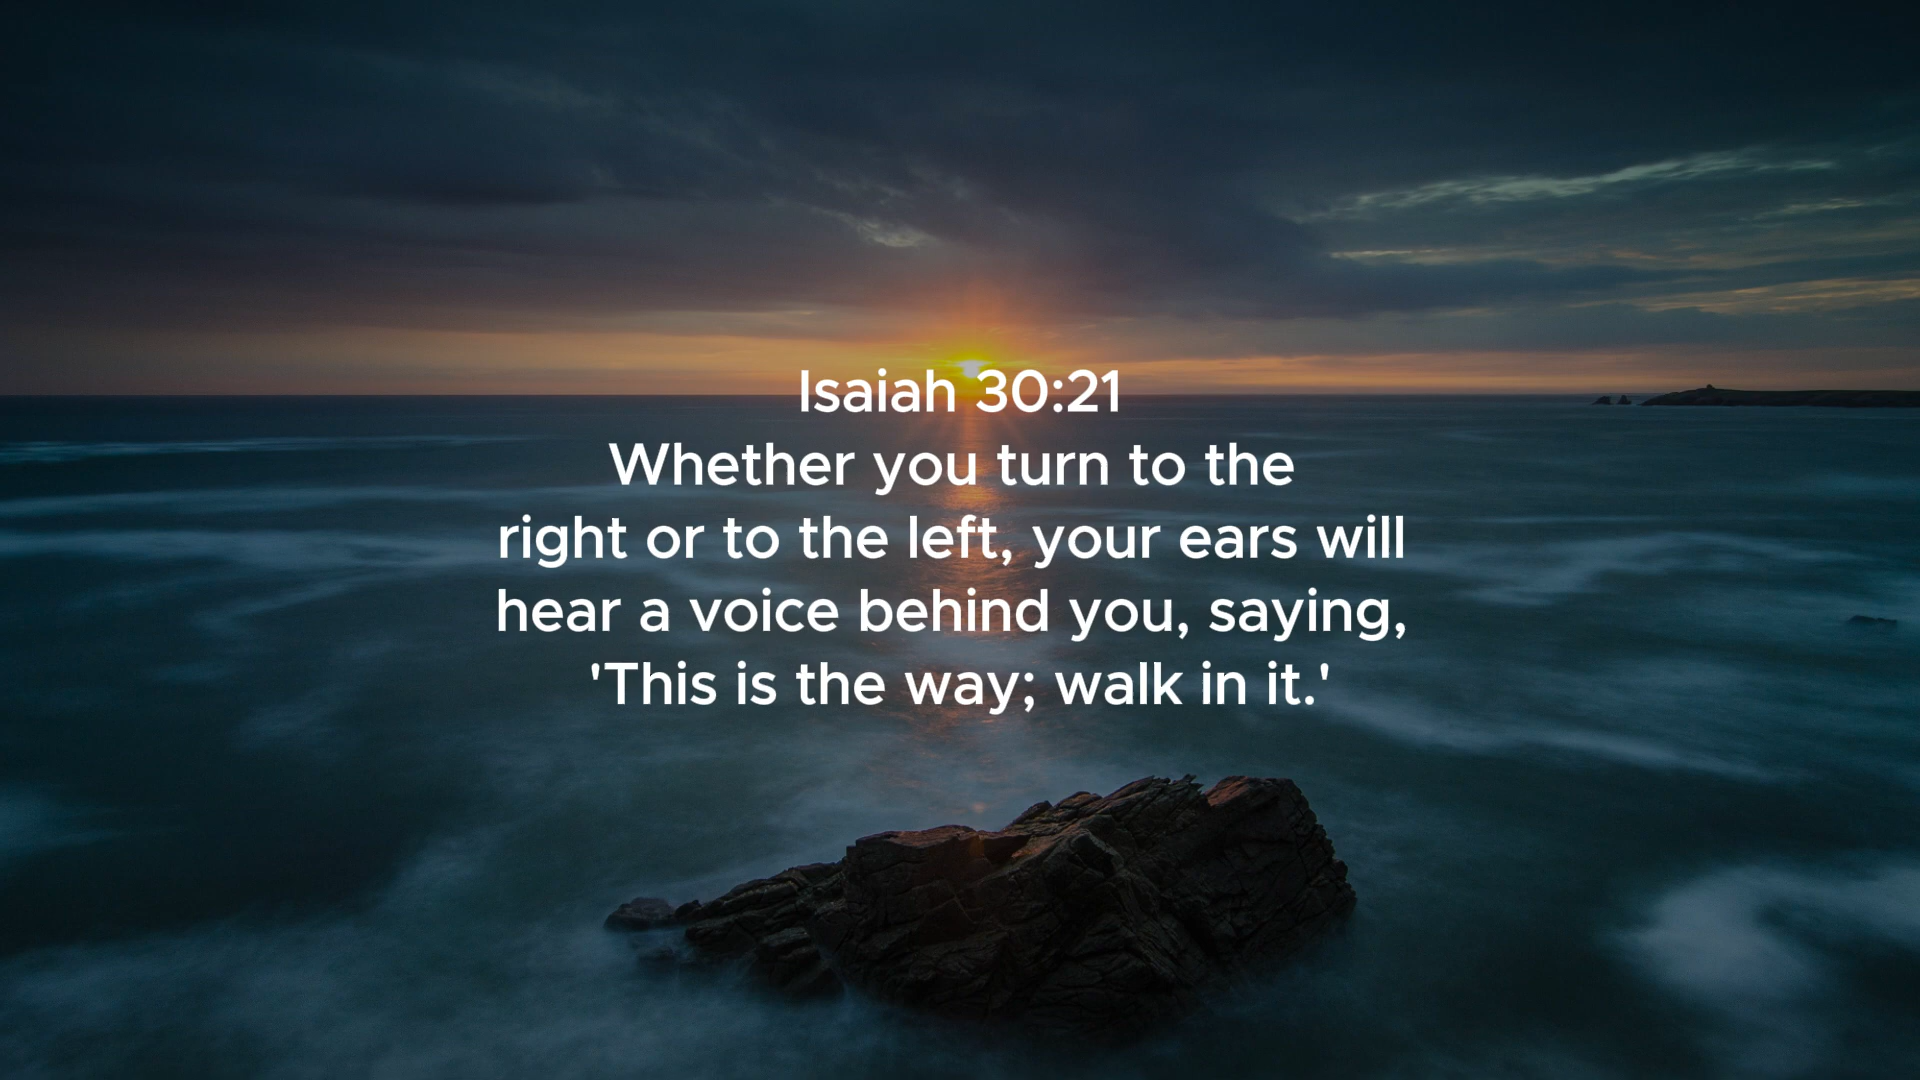 Isaiah 30:21
Whether you turn to the
right or to the left, your ears will
hear a voice behind you, saying,
'This is the way; walk in it.'